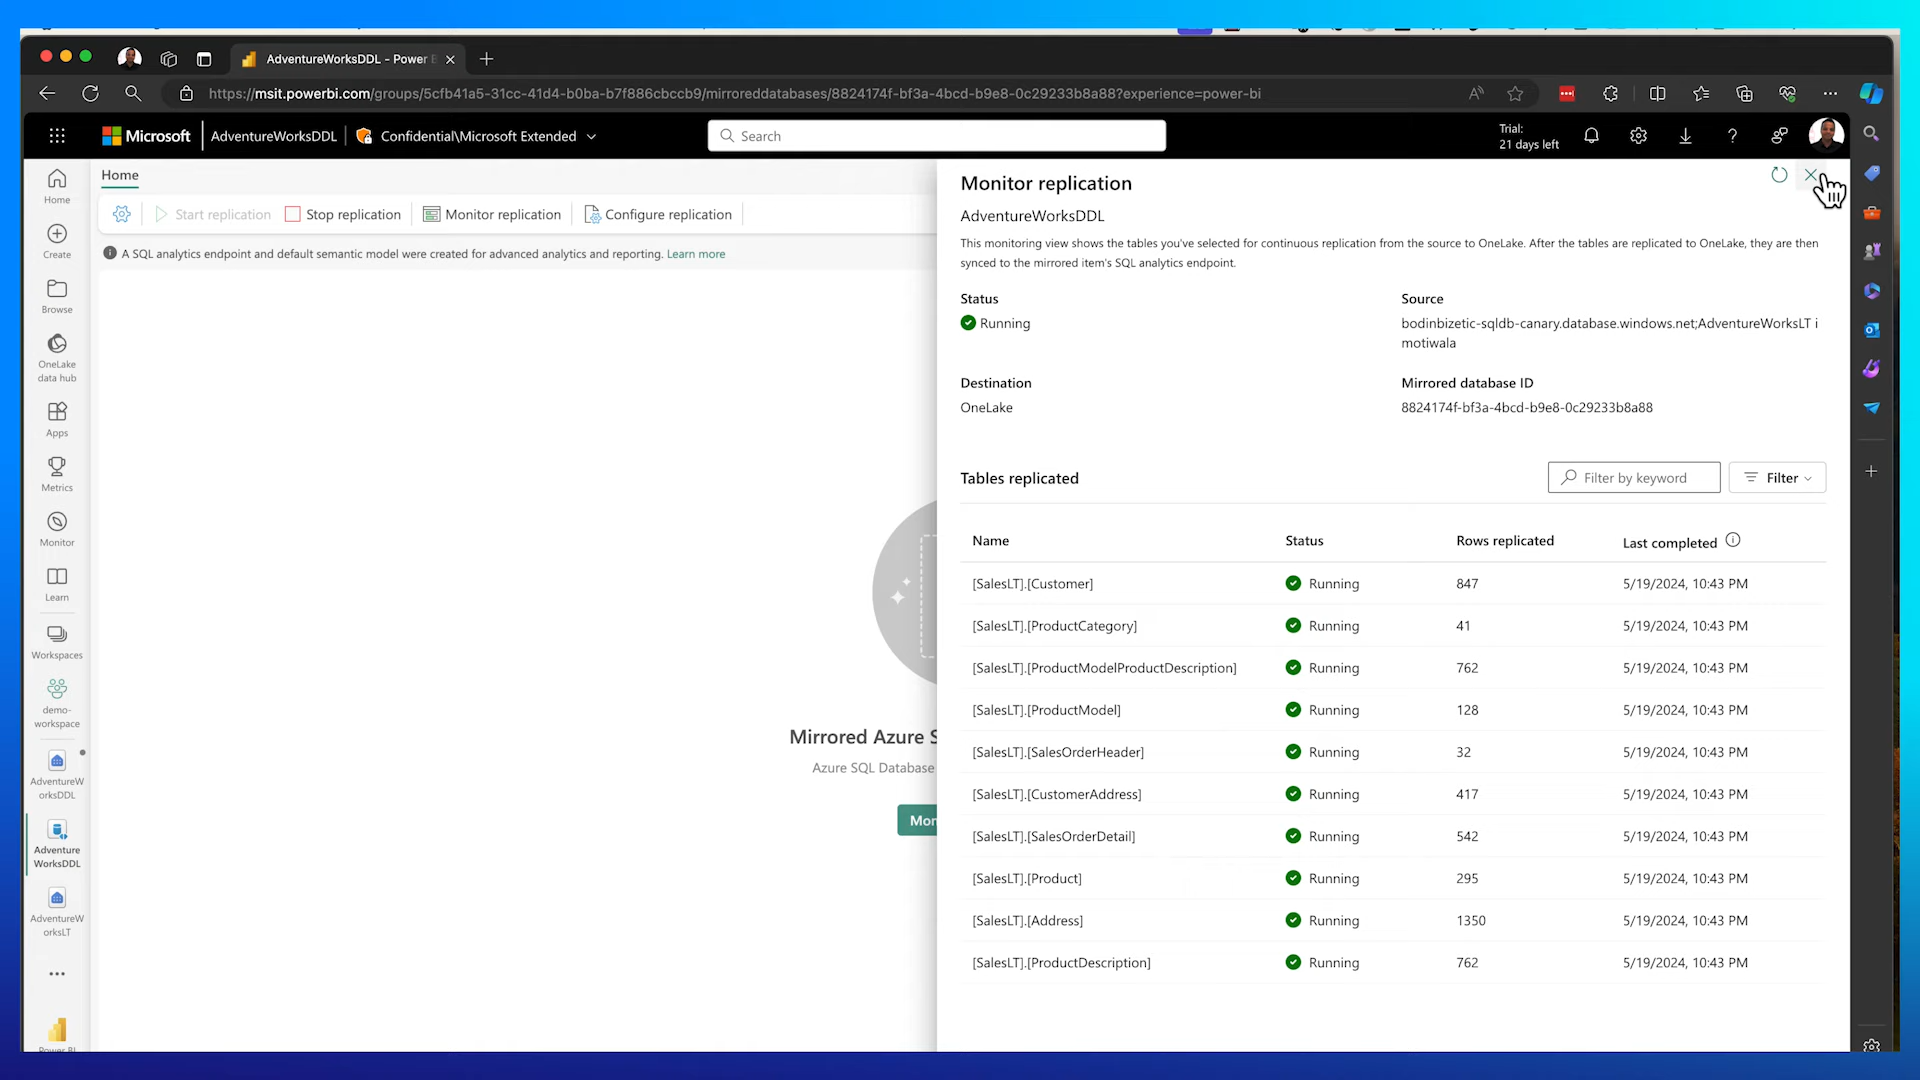 AdventureWorksDDL - Power B
https://msit.powerbi.com/groups/5cfb41a5-31cc-41d4-b0ba-b7f886cbccb9/mirroreddatabases/8824174f-bf3a-4bcd-b9e8-0c29233b8a88?experience=power-bi
Microsoft
AdventureWorksDDL
Confidential\Microsoft Extended
Search
Trial:
21 days left
Home
Create
Browse
OneLake
data hub
Apps
Metrics
Monitor
Learn
Workspaces
demo-
workspace
AdventureW
orksDDL
Adventure
WorksDDL
AdventureW
orksLT
Power BI
Home
Start replication
Stop replication
Monitor replication
Configure replication
A SQL analytics endpoint and default semantic model were created for advanced analytics and reporting. Learn more
Mirrored Azure S
Azure SQL Database
Mon
Monitor replication
AdventureWorksDDL
This monitoring view shows the tables you've selected for continuous replication from the source to OneLake. After the tables are replicated to OneLake, they are then
synced to the mirrored item's SQL analytics endpoint.
Status
Running
Source
bodinbizetic-sqldb-canary.database.windows.net;AdventureWorksLT i
motiwala
Destination
OneLake
Mirrored database ID
8824174f-bf3a-4bcd-b9e8-0c29233b8a88
Tables replicated
Filter by keyword
Filter
Name Status Rows replicated Last completed
[SalesLT].[Customer] Running 847 5/19/2024, 10:43 PM
[SalesLT].[ProductCategory] Running 41 5/19/2024, 10:43 PM
[SalesLT].[ProductModelProductDescription] Running 762 5/19/2024, 10:43 PM
[SalesLT].[ProductModel] Running 128 5/19/2024, 10:43 PM
[SalesLT].[SalesOrderHeader] Running 32 5/19/2024, 10:43 PM
[SalesLT].[CustomerAddress] Running 417 5/19/2024, 10:43 PM
[SalesLT].[SalesOrderDetail] Running 542 5/19/2024, 10:43 PM
[SalesLT].[Product] Running 295 5/19/2024, 10:43 PM
[SalesLT].[Address] Running 1350 5/19/2024, 10:43 PM
[SalesLT].[ProductDescription] Running 762 5/19/2024, 10:43 PM